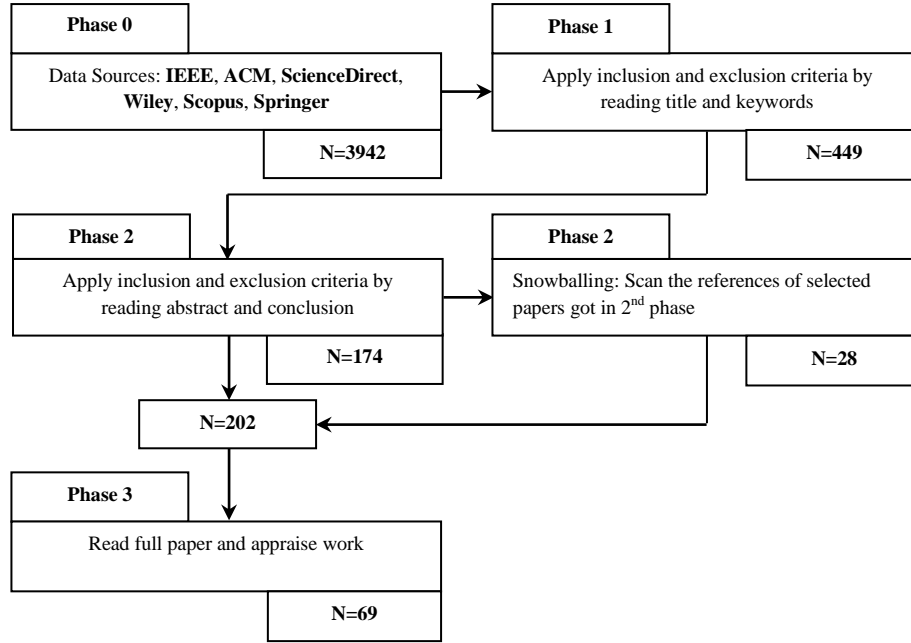 Phase 0
Data Sources: IEEE, ACM, ScienceDirect,
Wiley, Scopus, Springer
N=3942
Phase 1
Apply inclusion and exclusion criteria by
reading title and keywords
N=449
Phase 2
Apply inclusion and exclusion criteria by
reading abstract and conclusion
N=174
Phase 2
Snowballing: Scan the references of selected
papers got in 2nd phase
N=28
N=202
Phase 3
Read full paper and appraise work
N=69